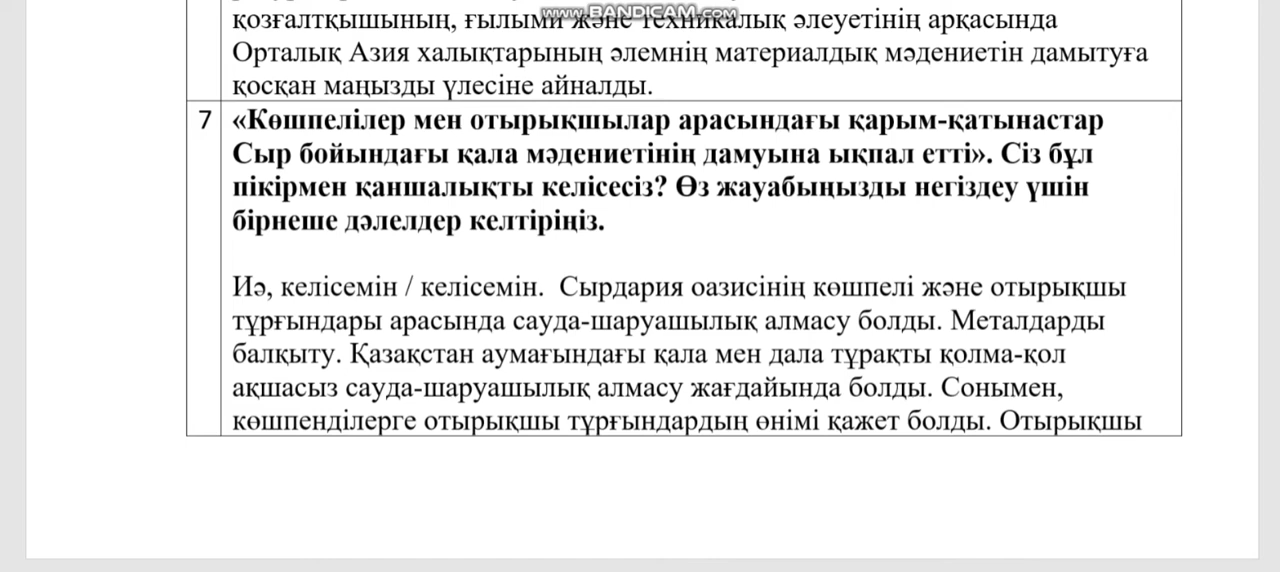 www.BANDICAM.com
қозғалтқышының, ғылыми және техникалық әлеуетінің арқасында
Орталық Азия халықтарының әлемнің материалдық мәдениетін дамытуға
қосқан маңызды үлесіне айналды.
7 «Көшпелілер мен отырықшылар арасындағы қарым-қатынастар
Сыр бойындағы қала мәдениетінің дамуына ықпал етті». Сіз бұл
пікірмен қаншалықты келісесіз? Өз жауабыңызды негіздеу үшін
бірнеше дәлелдер келтіріңіз.
Иә, келісемін / келісемін. Сырдария оазисінің көшпелі және отырықшы
тұрғындары арасында сауда-шаруашылық алмасу болды. Металдарды
балқыту. Қазақстан аумағындағы қала мен дала тұрақты қолма-қол
ақшасыз сауда-шаруашылық алмасу жағдайында болды. Сонымен,
көшпенділерге отырықшы тұрғындардың өнімі қажет болды. Отырықшы